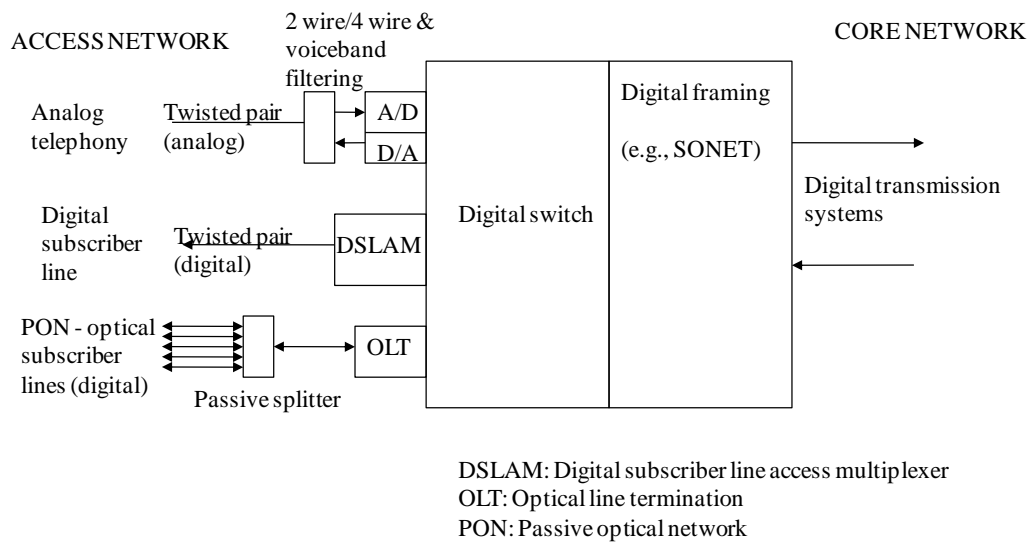 ACCESS NETWORK
2 wire/4 wire &
voiceband
filtering
CORE NETWORK
Analog
telephony
Twisted pair
(analog)
A/D
D/A
Digital switch
Digital framing
(e.g., SONET)
Digital transmission
systems
Digital
subscriber
line
Twisted pair
(digital)
DSLAM
PON - optical
subscriber
lines (digital)
Passive splitter
OLT
DSLAM: Digital subscriber line access multiplexer
OLT: Optical line termination
PON: Passive optical network